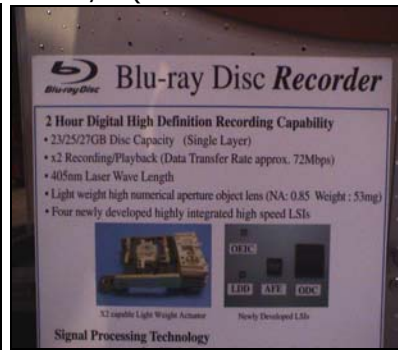 Blu-ray Disc
Blu-ray Disc Recorder
2 Hour Digital High Definition Recording Capability
• 23/25/27GB Disc Capacity (Single Layer)
• x2 Recording/Playback (Data Transfer Rate approx. 72Mbps)
• 405nm Laser Wave Length
• Light weight high numerical aperture object lens (NA: 0.85 Weight : 53mg)
• Four newly developed highly integrated high speed LSIs
OEIC
LDD AFE ODC
X2 capable Light Weight Actuator
Newly Developed LSIs
Signal Processing Technology